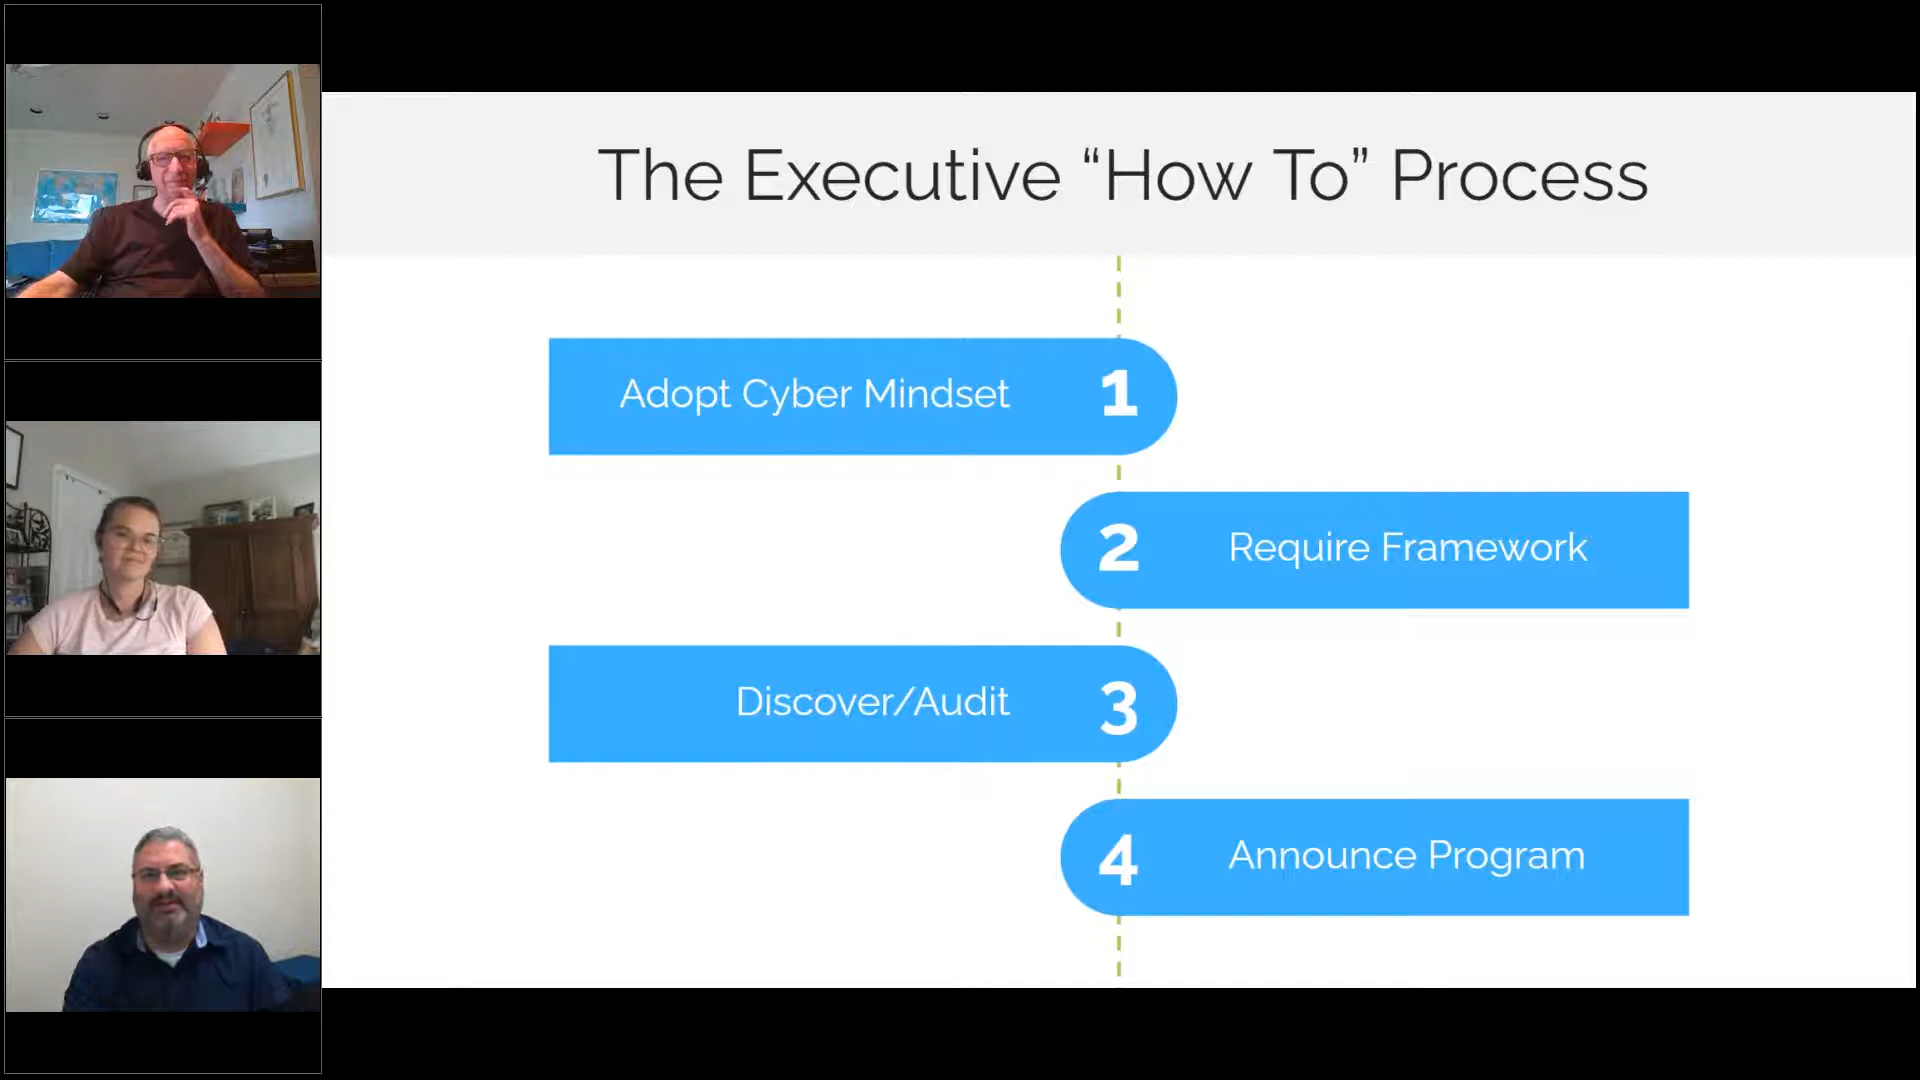 The Executive “How To” Process
Adopt Cyber Mindset 1
2 Require Framework
Discover/Audit 3
4 Announce Program